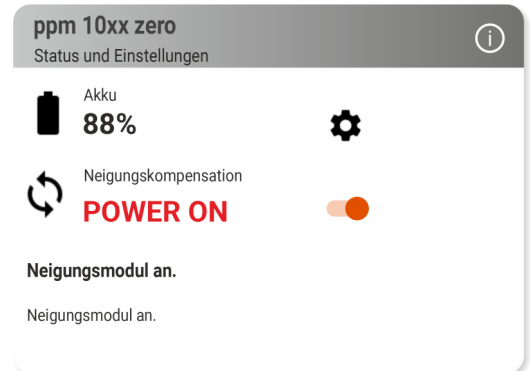 ppm 10xx zero
Status und Einstellungen
Akku
88%
Neigungskompensation
POWER ON
Neigungsmodul an.
Neigungsmodul an.